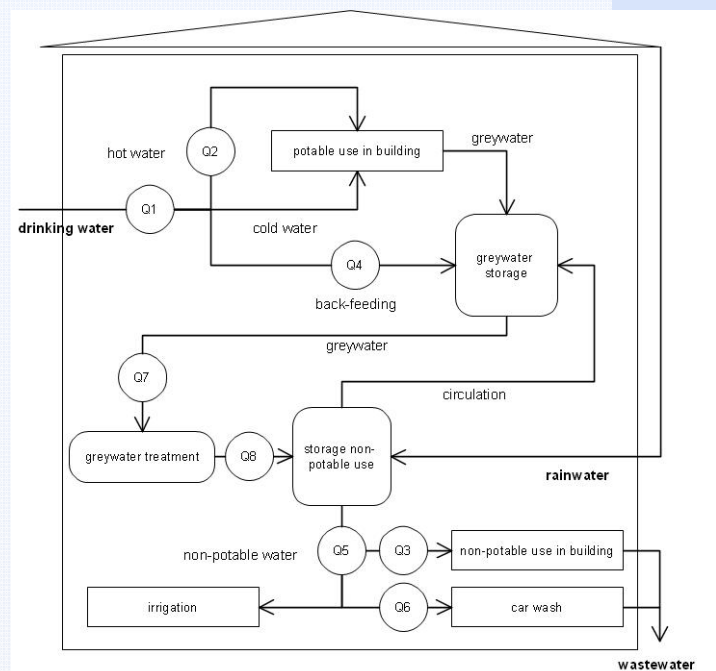 greywater
hot water
Q2
potable use in building
Q1
drinking water
cold water
greywater
storage
Q4
back-feeding
greywater
Q7
circulation
greywater treatment
Q8
storage non-
potable use
rainwater
non-potable water
Q5
Q3
non-potable use in building
irrigation
Q6
car wash
wastewater